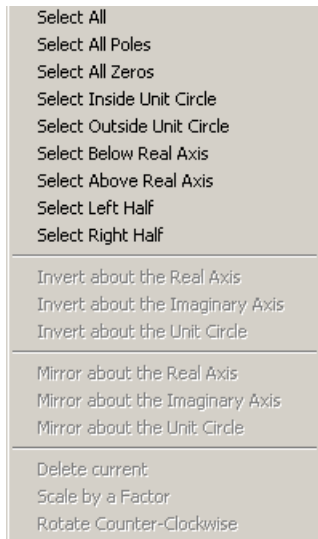 Select All
Select All Poles
Select All Zeros
Select Inside Unit Circle
Select Outside Unit Circle
Select Below Real Axis
Select Above Real Axis
Select Left Half
Select Right Half
Invert about the Real Axis
Invert about the Imaginary Axis
Invert about the Unit Circle
Mirror about the Real Axis
Mirror about the Imaginary Axis
Mirror about the Unit Circle
Delete current
Scale by a Factor
Rotate Counter-Clockwise